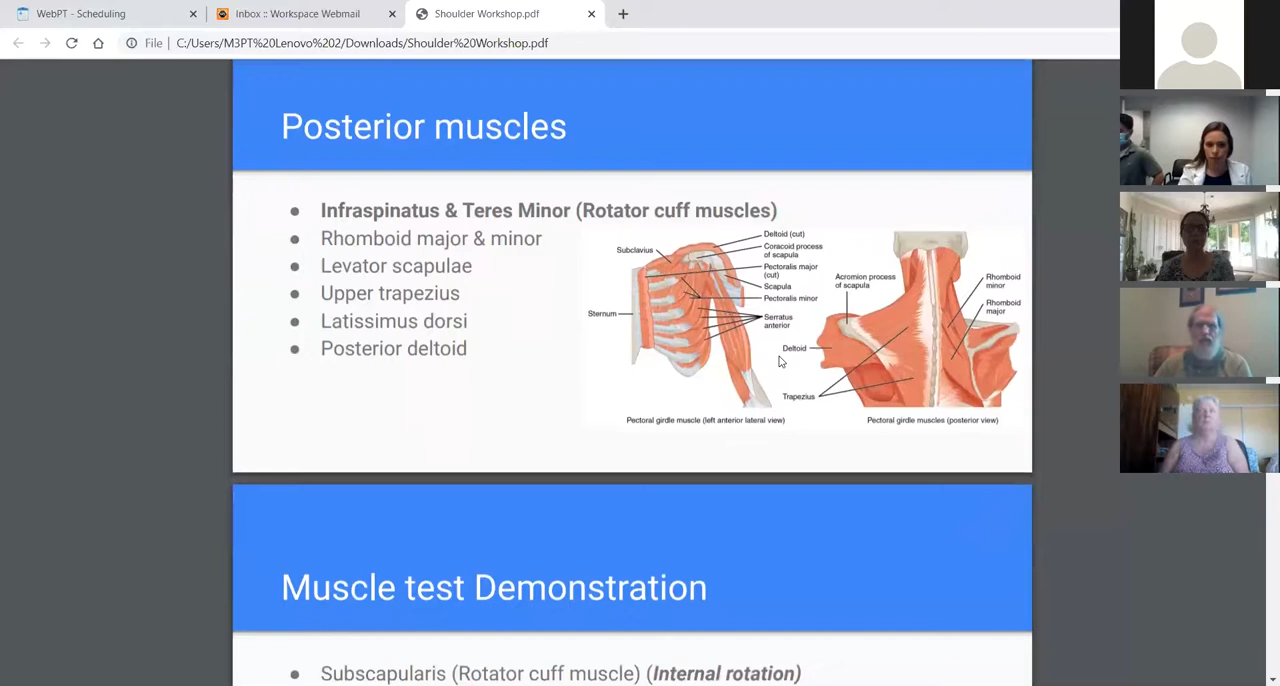 WebPT - Scheduling
Inbox :: Workspace Webmail
Shoulder Workshop.pdf
File
C:/Users/M3PT%20Lenovo%202/Downloads/Shoulder%20Workshop.pdf
Posterior muscles
Infraspinatus & Teres Minor (Rotator cuff muscles)
Rhomboid major & minor
Levator scapulae
Upper trapezius
Latissimus dorsi
Posterior deltoid
Subclavius
Sternum
Deltoid (cut)
Coracoid process
of scapula
Pectoralis major
(cut)
Scapula
Pectoralis minor
Serratus
anterior
Pectoral girdle muscle (left anterior lateral view)
Acromion process
of scapula
Deltoid
Trapezius
Rhomboid
minor
Rhomboid
major
Pectoral girdle muscles (posterior view)
Muscle test Demonstration
Subscapularis (Rotator cuff muscle) (Internal rotation)